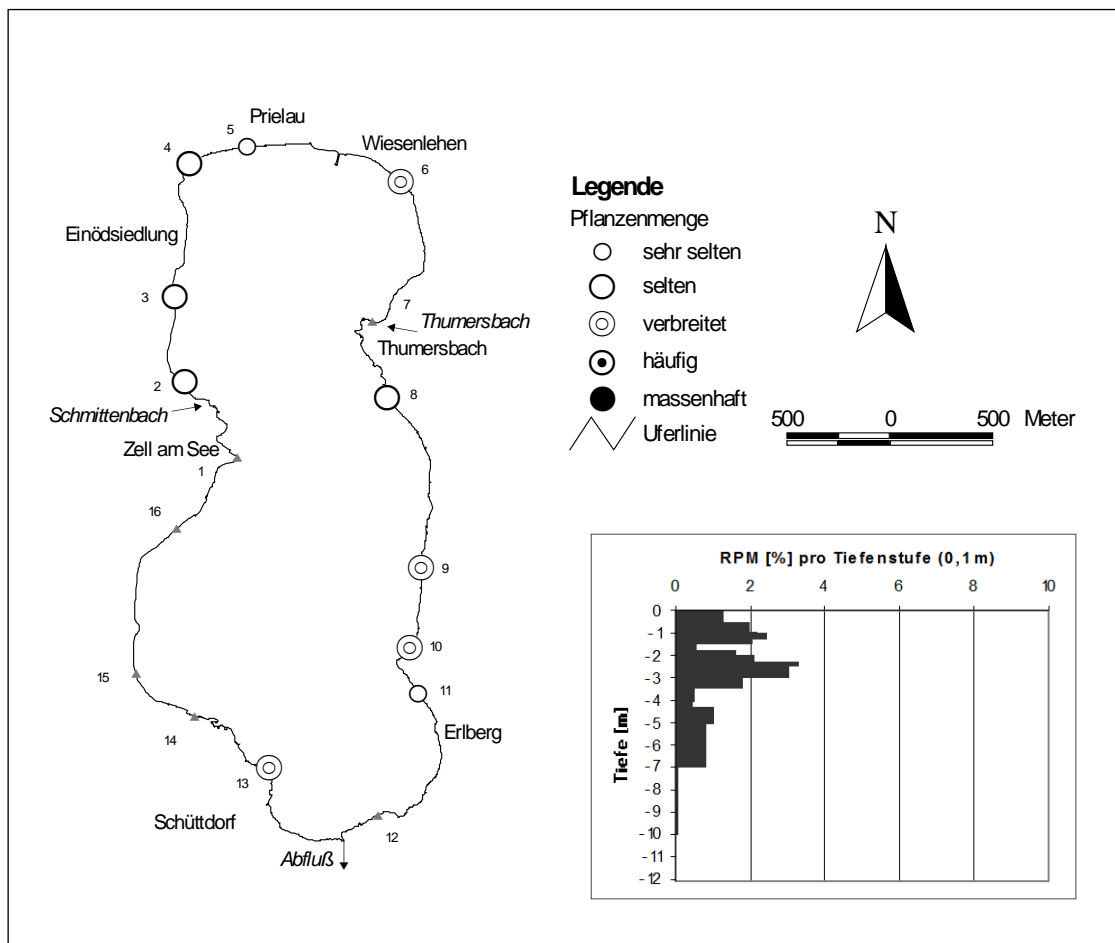 Prielau
5
Wiesenlehen
4
6
Einödsiedlung
3
7
Thumersbach
Thumersbach
2
8
Schmittenbach
Zell am See
1
16
9
10
15
11
14
Erlberg
13
12
Schüttdorf
Abfluß
Legende
Pflanzenmenge
sehr selten
selten
verbreitet
häufig
massenhaft
Uferlinie
N
500 0 500 Meter
RPM [%] pro Tiefenstufe (0,1 m)
0 2 4 6 8 10
Tiefe [m]
0
-1
-2
-3
-4
-5
-6
-7
-8
-9
-10
-11
-12